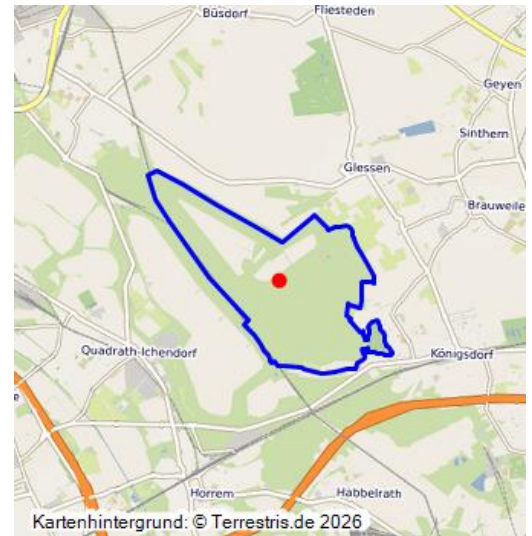 Büsdorf
Fliesteden
Geyen
Sinthern
Glessen
Brauweile
Quadrath-Ichendorf
Königsdorf
Horrem
Habbelrath
Kartenhintergrund: © Terrestris.de 2026